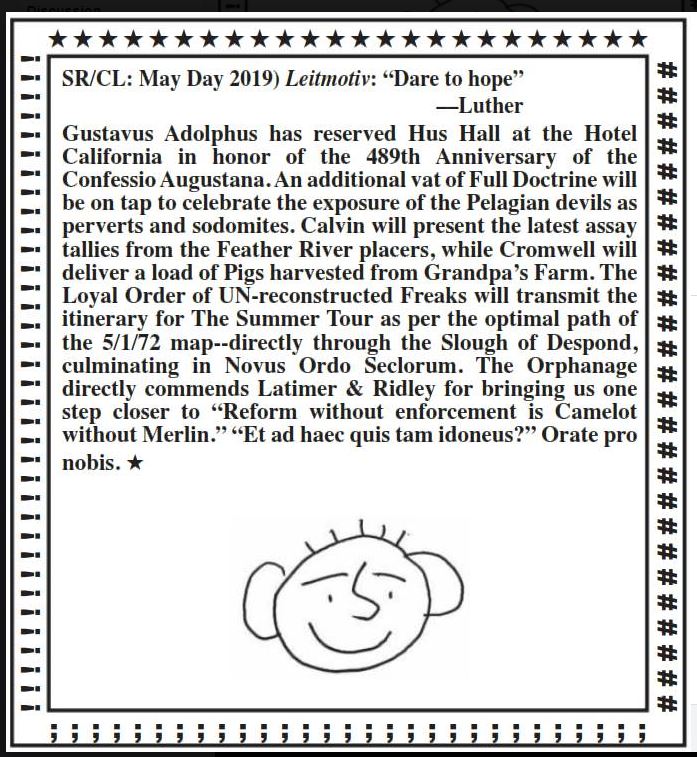 Discussion
★★★★★★★★★★★★★★★★★★★★★★★★★
SR/CL: May Day 2019) Leitmotiv: “Dare to hope”
—Luther
Gustavus Adolphus has reserved Hus Hall at the Hotel
California in honor of the 489th Anniversary of the
Confessio Augustana. An additional vat of Full Doctrine will
be on tap to celebrate the exposure of the Pelagian devils as
perverts and sodomites. Calvin will present the latest assay
tallies from the Feather River placers, while Cromwell will
deliver a load of Pigs harvested from Grandpa’s Farm. The
Loyal Order of UN-reconstructed Freaks will transmit the
itinerary for The Summer Tour as per the optimal path of
the 5/1/72 map--directly through the Slough of Despond,
culminating in Novus Ordo Seclorum. The Orphanage
directly commends Latimer & Ridley for bringing us one
step closer to “Reform without enforcement is Camelot
without Merlin.” “Et ad haec quis tam idoneus?” Orate pro
nobis. ★